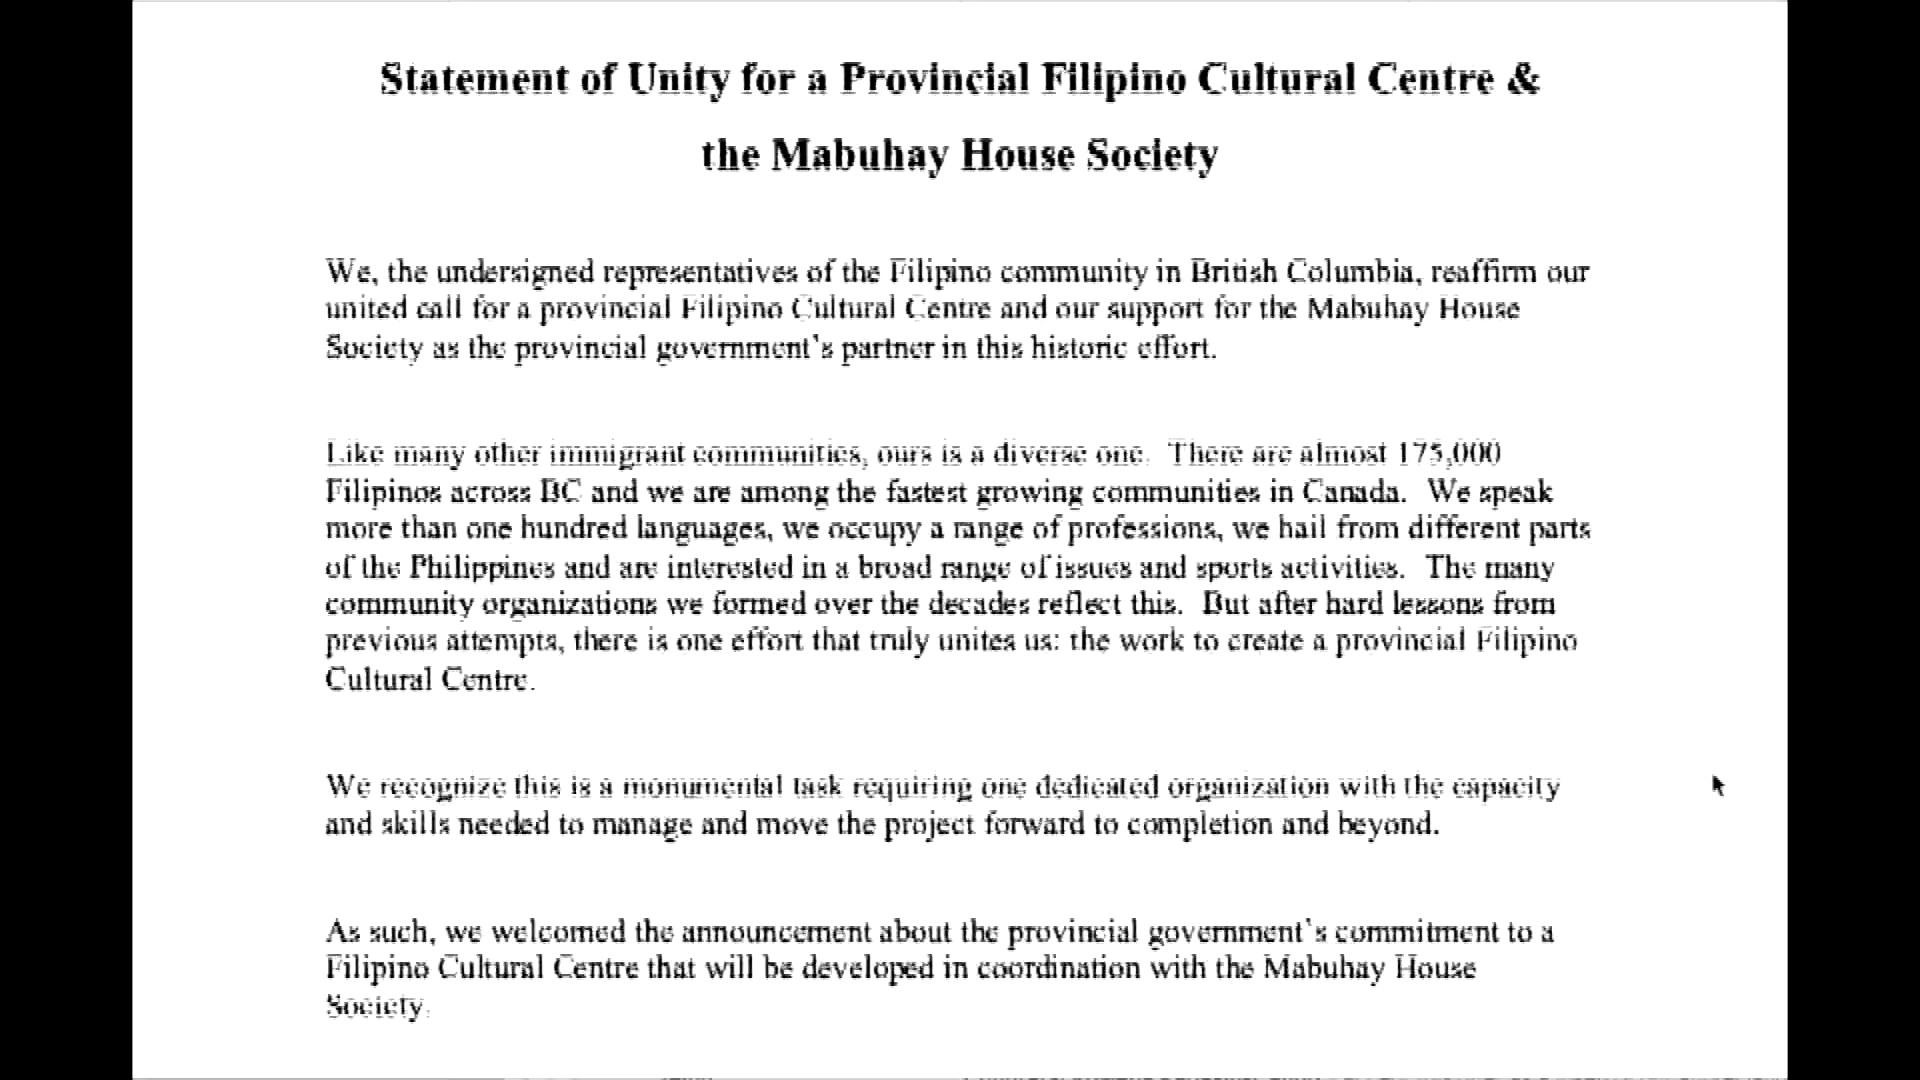 Statement of Unity for a Provincial Filipino Cultural Centre &
the Mabuhay House Society
We, the undersigned representatives of the Filipino community in British Columbia, reaffirm our
united call for a provincial Filipino Cultural Centre and our support for the Mabuhay House
Society as the provincial government's partner in this historic effort.
Like many other immigrant communities, ours is a diverse one. There are almost 175,000
Filipinos across BC and we are among the fastest growing communities in Canada. We speak
more than one hundred languages, we occupy a range of professions, we hail from different parts
of the Philippines and are interested in a broad range of issues and sports activities. The many
community organizations we formed over the decades reflect this. But after hard lessons from
previous attempts, there is one effort that truly unites us: the work to create a provincial Filipino
Cultural Centre.
We recognize this is a monumental task requiring one dedicated organization with the capacity
and skills needed to manage and move the project forward to completion and beyond.
As such, we welcomed the announcement about the provincial government's commitment to a
Filipino Cultural Centre that will be developed in coordination with the Mabuhay House
Society.